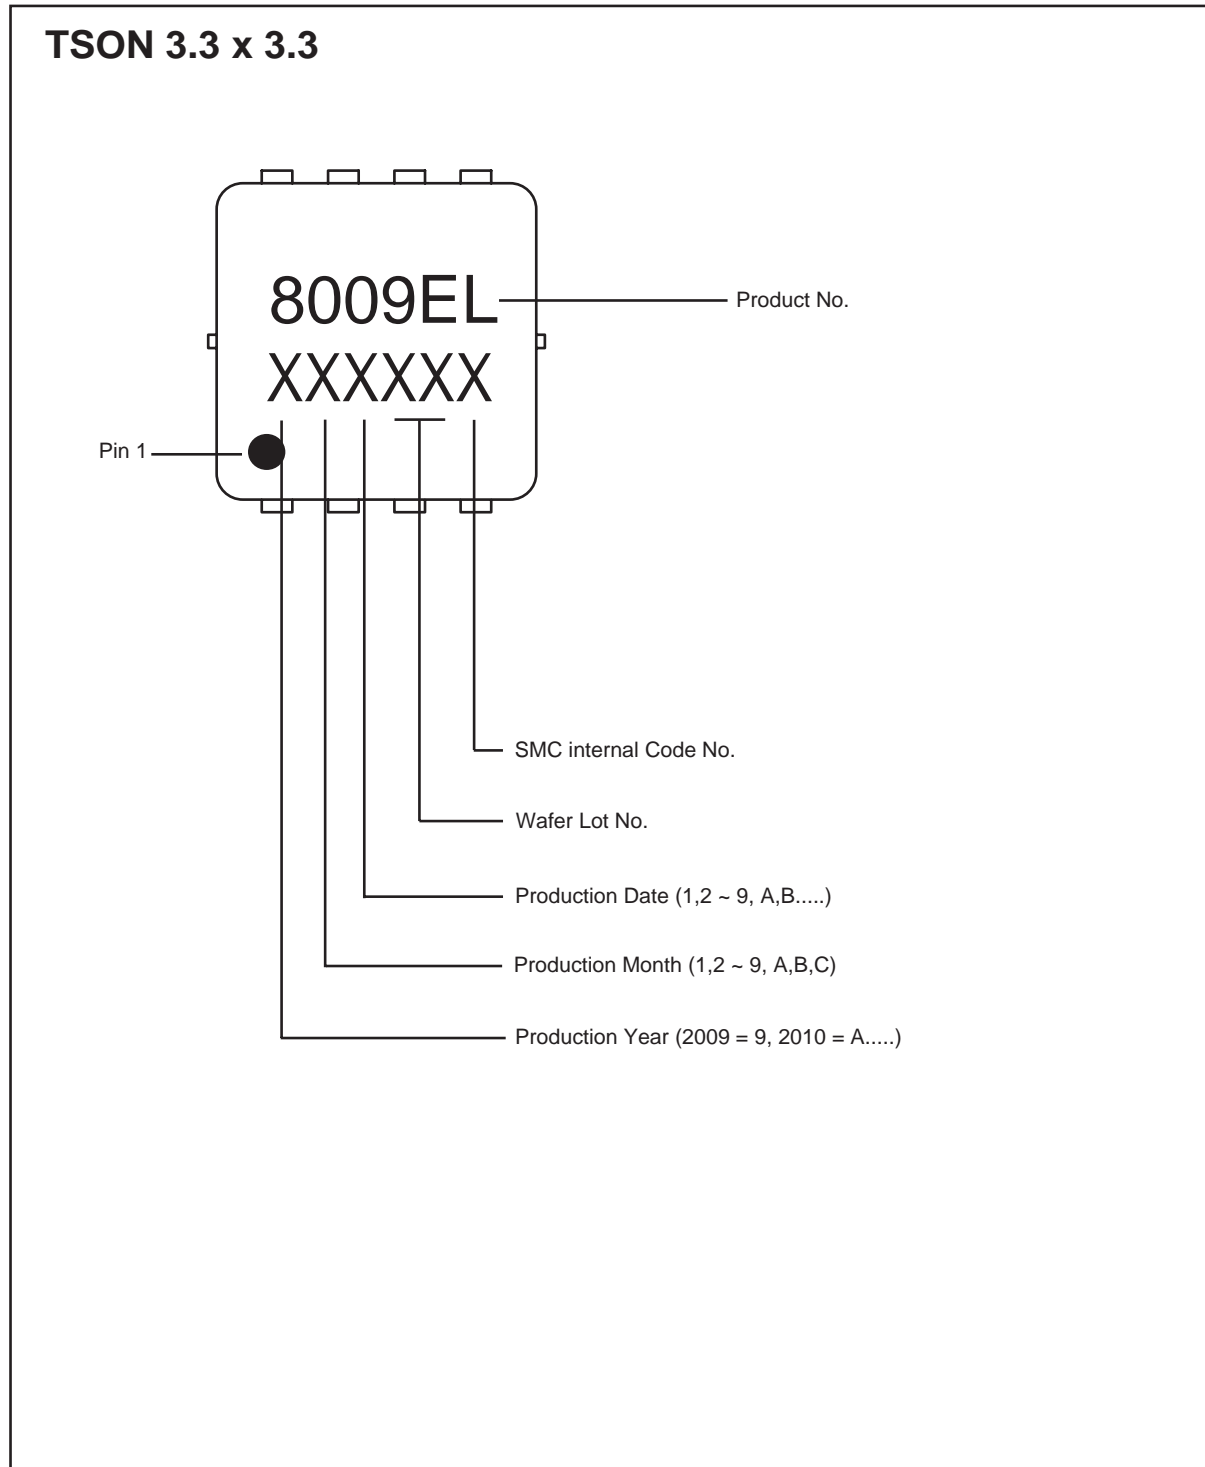 TSON 3.3 x 3.3
8009EL
Product No.
XXXXXX
Pin 1
SMC internal Code No.
Wafer Lot No.
Production Date (1,2 ~ 9, A,B.....)
Production Month (1,2 ~ 9, A,B,C)
Production Year (2009 = 9, 2010 = A.....)